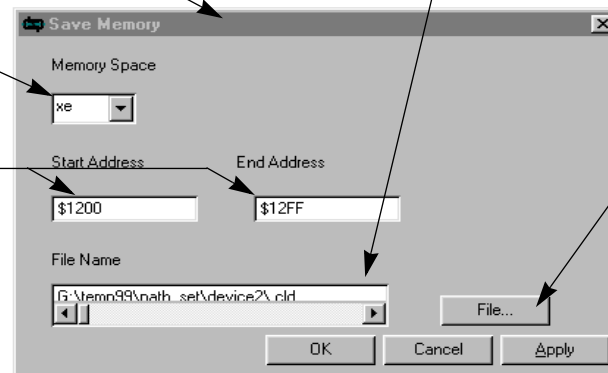 Save Memory
Memory Space
xe
Start Address End Address
$1200 $12FF
File Name
G:\temp99\path_set\device2\.cld
File...
OK Cancel Apply